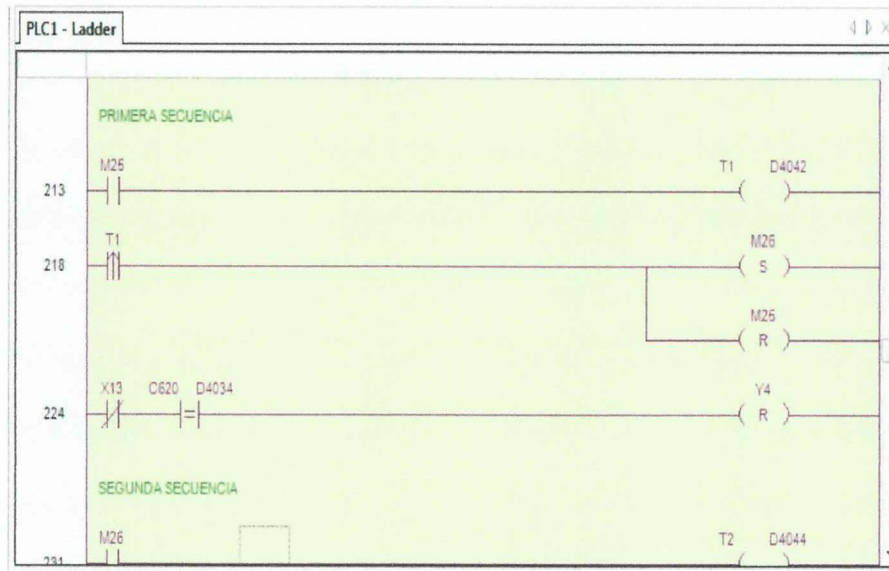 PLC1 - Ladder
PRIMERA SECUENCIA
M25 T1 D4042
213
T1 M26
218 S
M25
R
X13 C620 D4034 Y4
224 = R
SEGUNDA SECUENCIA
M26 T2 D4044
231